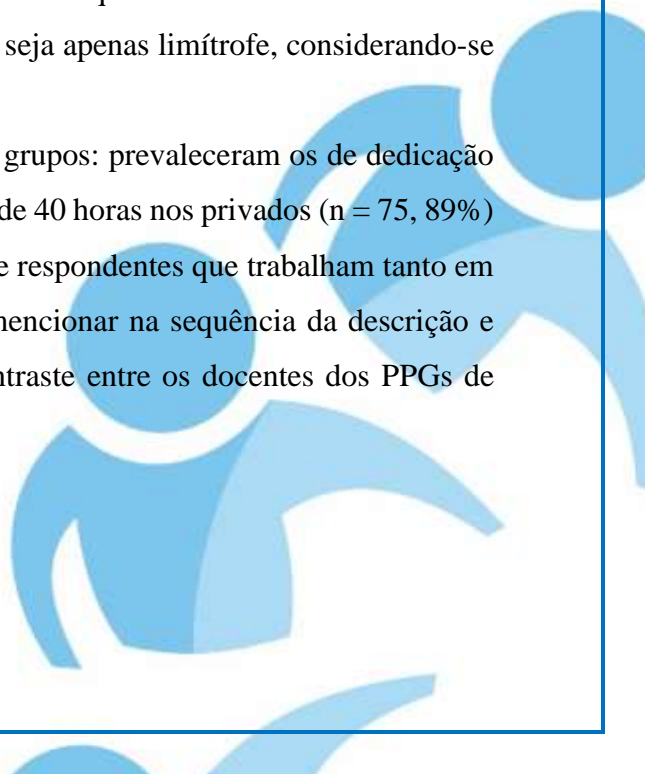 seja apenas limítrofe, considerando-se
grupos: prevaleceram os de dedicação
de 40 horas nos privados (n = 75, 89%)
e respondentes que trabalham tanto em
mencionar na sequência da descrição e
ntraste entre os docentes dos PPGs de